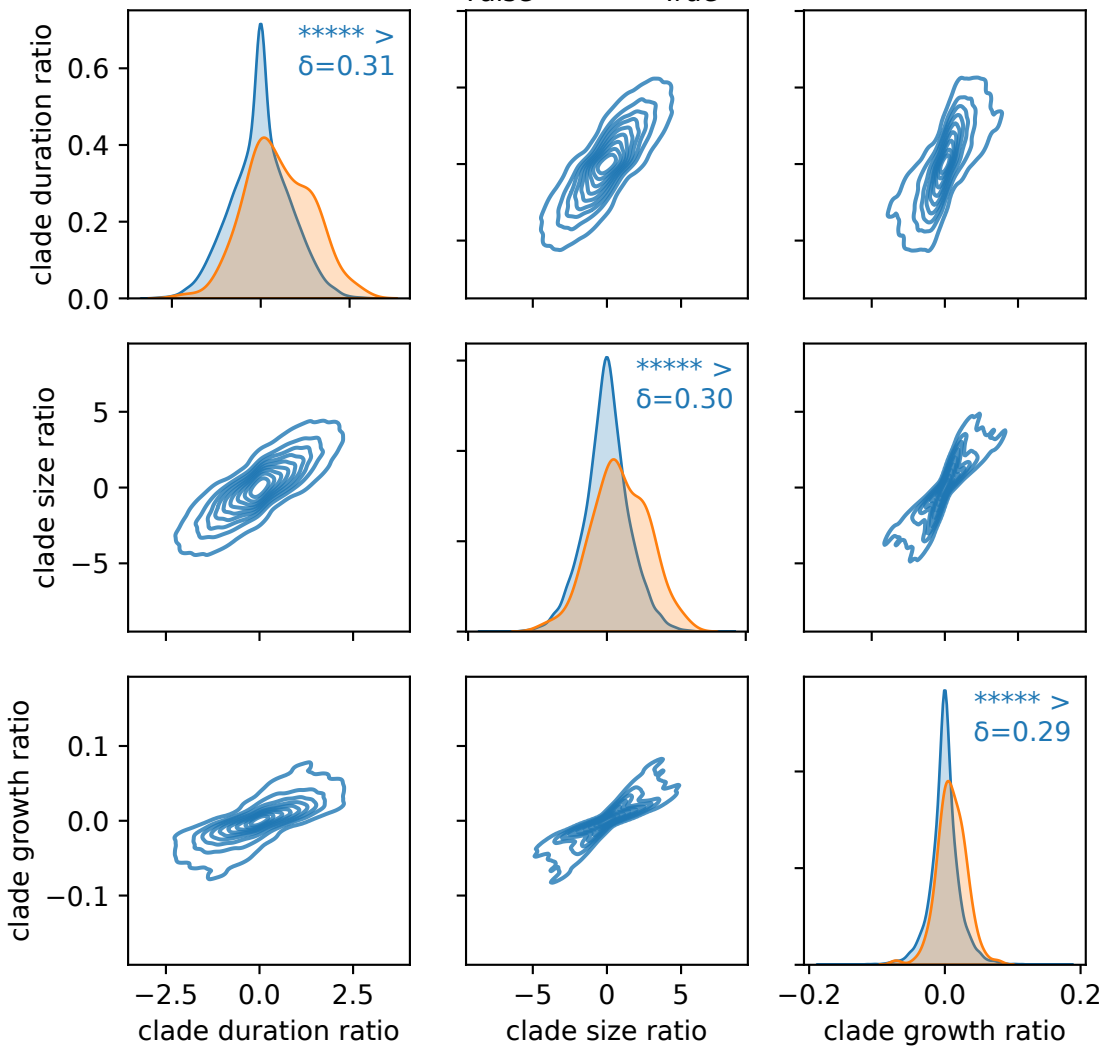 ***** >
δ=0.31
clade duration ratio
0.6
0.4
0.2
0.0
***** >
δ=0.30
clade size ratio
5
0
−5
***** >
δ=0.29
clade growth ratio
0.1
0.0
−0.1
−2.5 0.0 2.5 −5 0 5 −0.2 0.0 0.2
clade duration ratio clade size ratio clade growth ratio